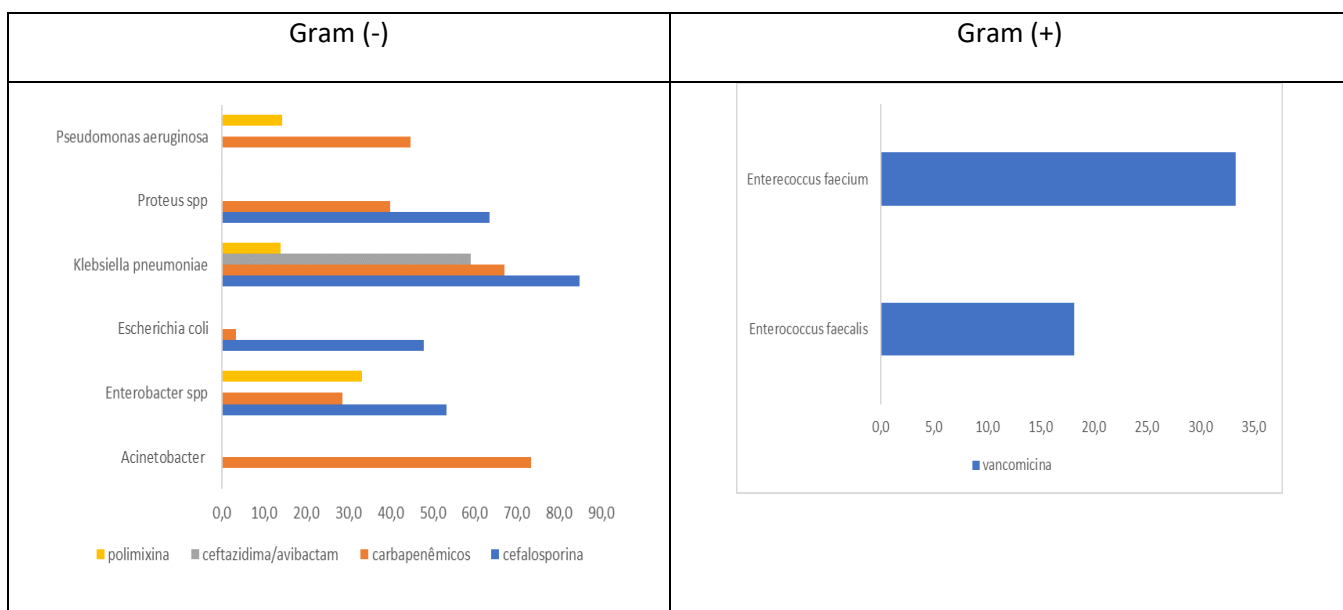 Gram (-)
Gram (+)
Pseudomonas aeruginosa
Proteus spp
Klebsiella pneumoniae
Escherichia coli
Enterobacter spp
Acinetobacter
0,0 10,0 20,0 30,0 40,0 50,0 60,0 70,0 80,0 90,0
polimixina ceftazidima/avibactam carbapenêmicos cefalosporina
Enterecoccus faecium
Enterococcus faecalis
0,0 5,0 10,0 15,0 20,0 25,0 30,0 35,0
vancomicina